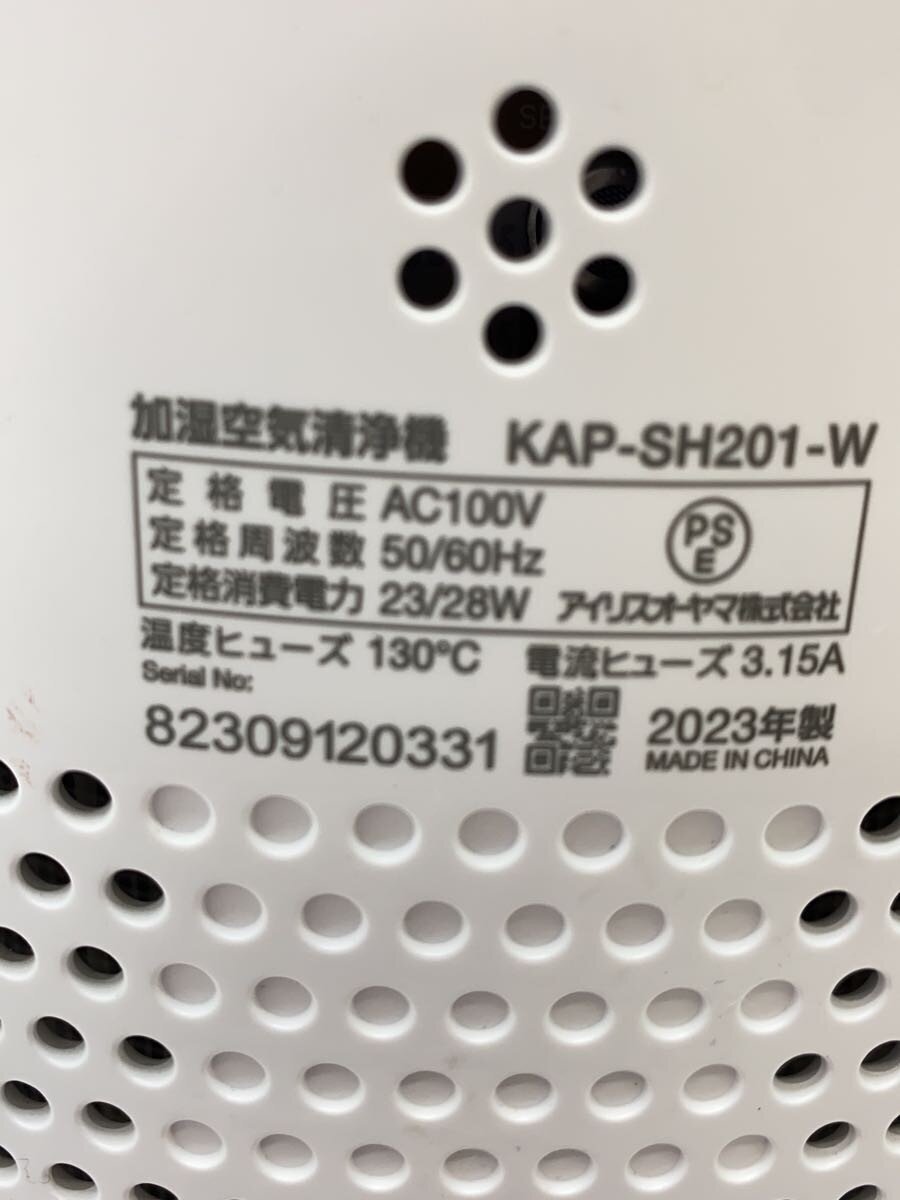 加湿空気清浄機 KAP-SH201-W
定格電圧 AC100V
定格周波数 50/60Hz
定格消費電力 23/28W
PS
E
アイリスオーヤマ株式会社
温度ヒューズ 130℃ 電流ヒューズ 3.15A
Serial No:
82309120331
2023年製
MADE IN CHINA